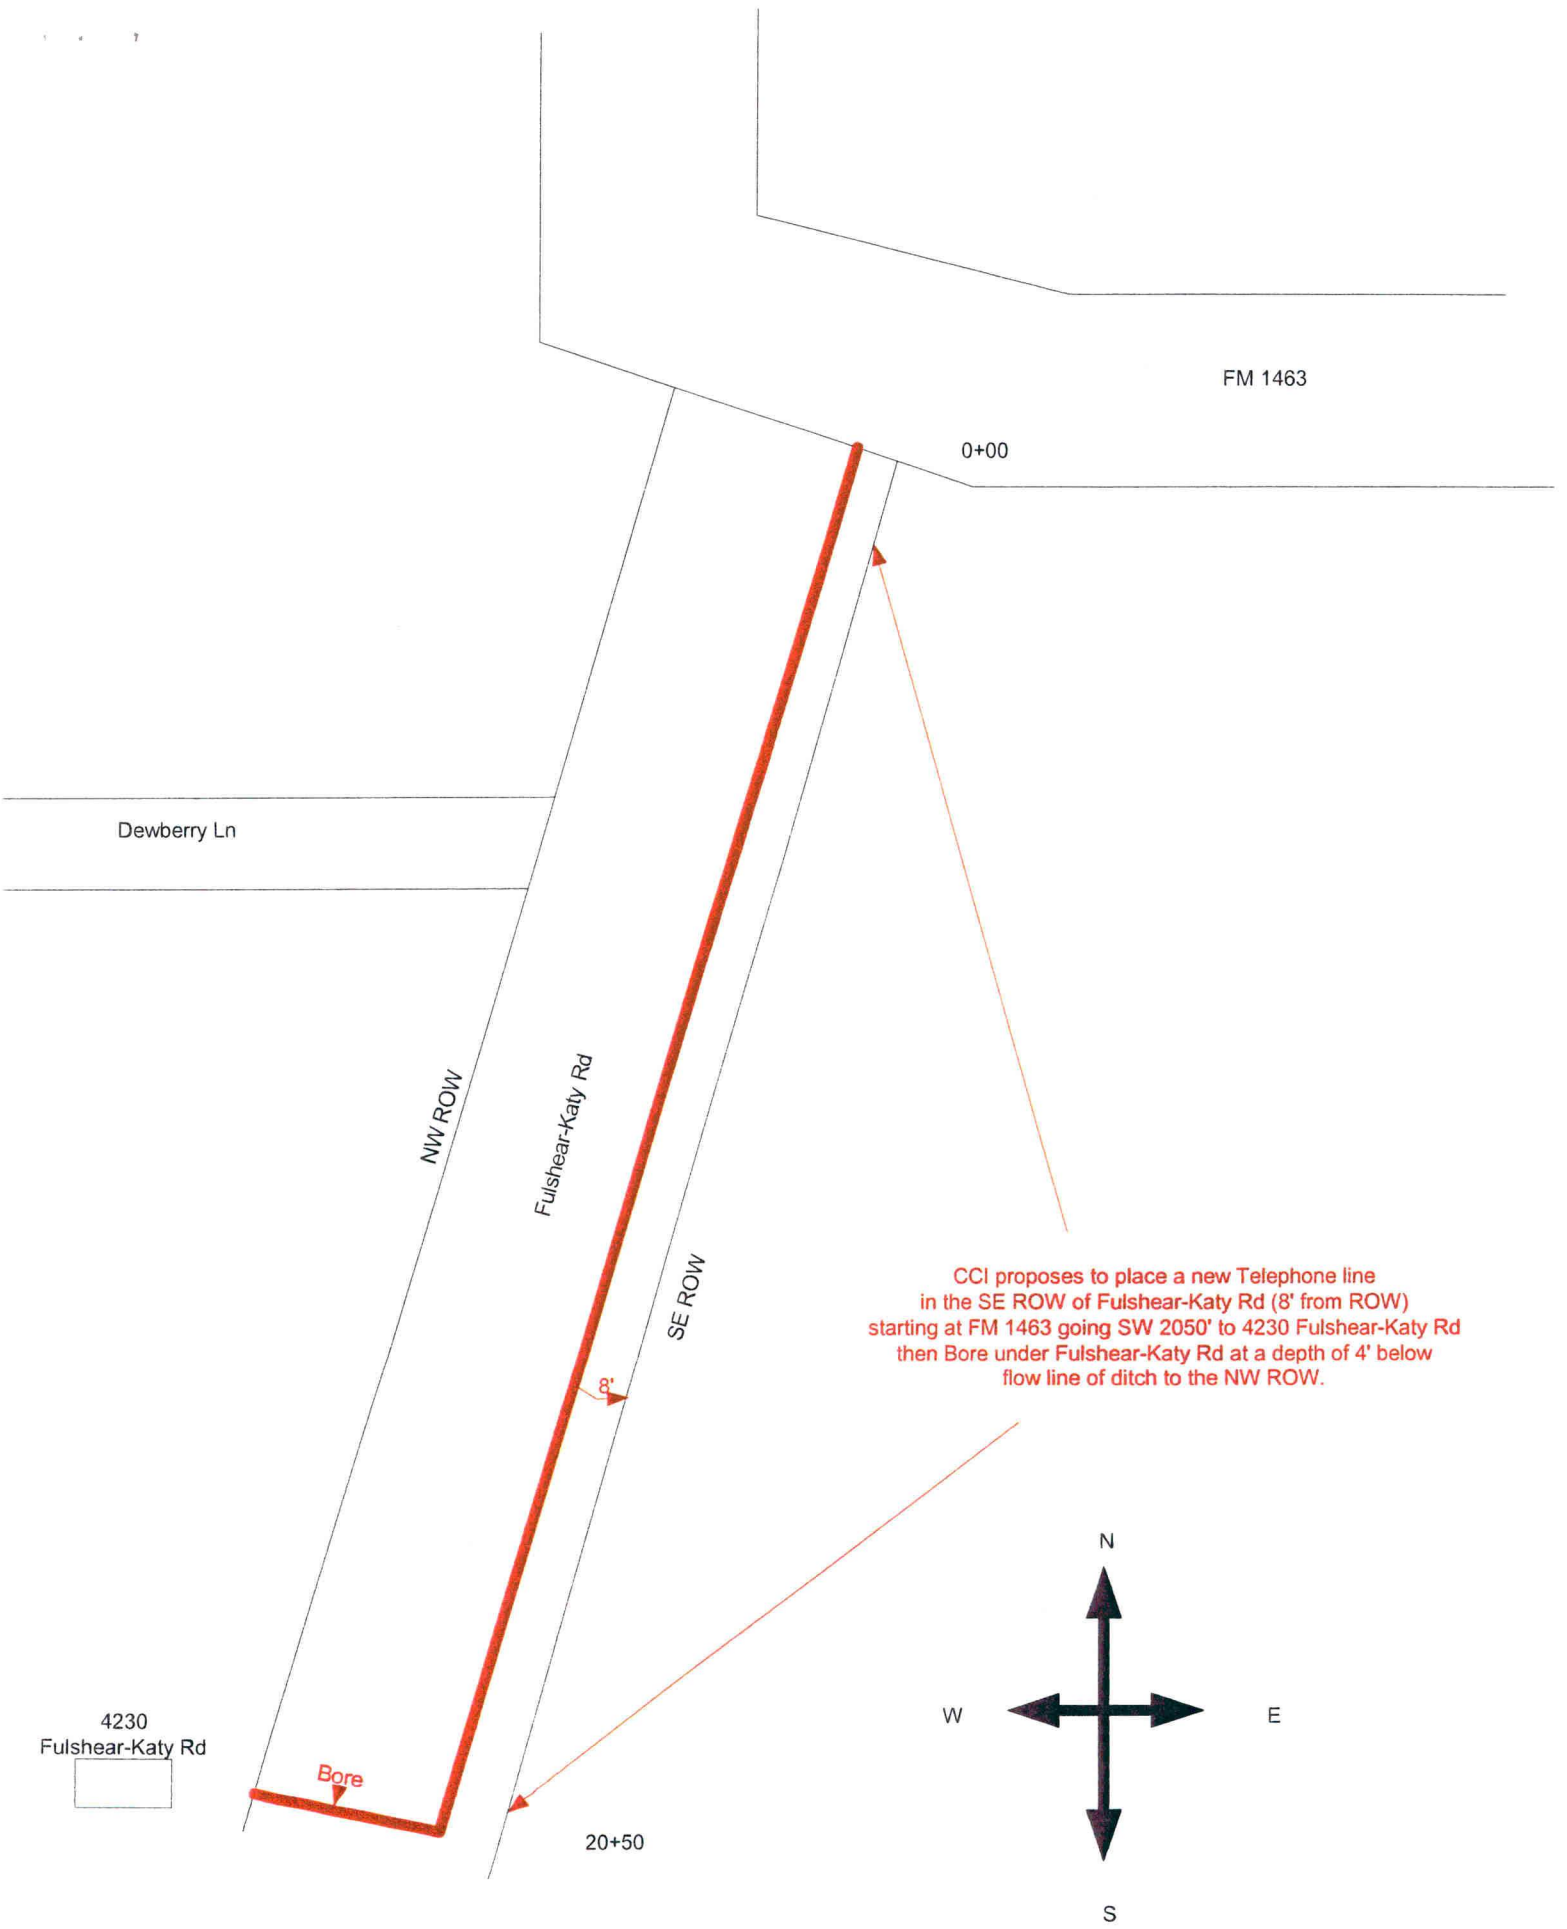 FM 1463
0+00
Dewberry Ln
NW ROW
Fulshear-Katy Rd
SE ROW
CCI proposes to place a new Telephone line
in the SE ROW of Fulshear-Katy Rd (8' from ROW)
starting at FM 1463 going SW 2050' to 4230 Fulshear-Katy Rd
then Bore under Fulshear-Katy Rd at a depth of 4' below
flow line of ditch to the NW ROW.
8'
N
W
E
S
4230
Fulshear-Katy Rd
Bore
20+50